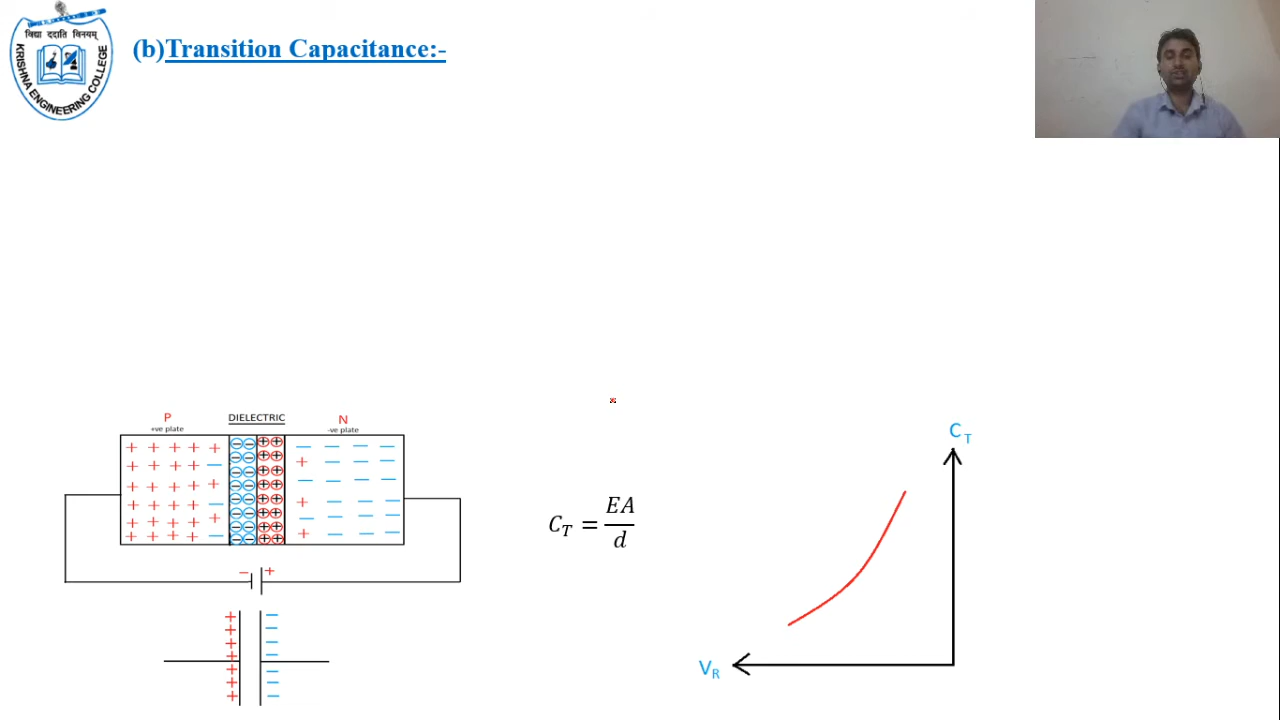 विद्या ददाति विनयम्
KRISHNA ENGINEERING COLLEGE
(b)Transition Capacitance:-
P
+ve plate
DIELECTRIC
N
-ve plate
C_T = EA/d
C_T
V_R